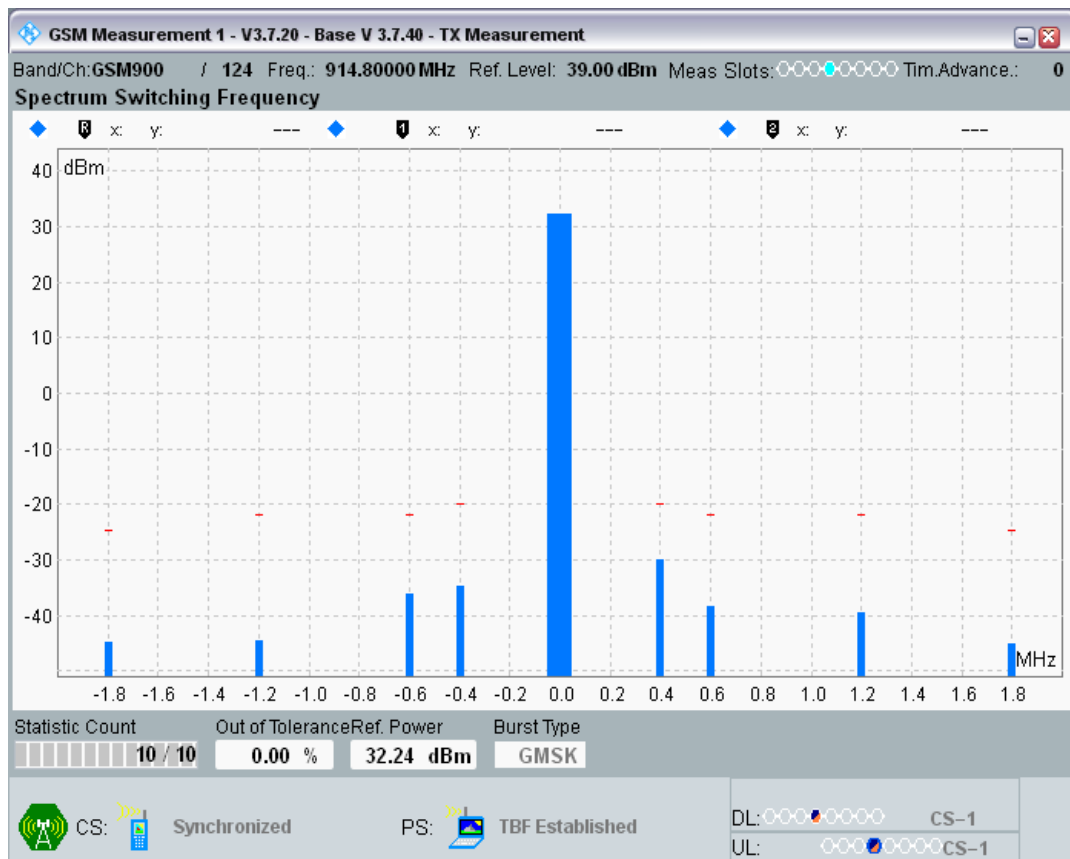 GSM Measurement 1 - V3.7.20 - Base V 3.7.40 - TX Measurement
Band/Ch:GSM900 / 124 Freq.: 914.80000 MHz Ref. Level: 39.00 dBm Meas Slots: Tim.Advance.: 0
Spectrum Switching Frequency
R x: y: --- 1 x: y: --- 2 x: y: ---
dBm
40
30
20
10
0
-10
-20
-30
-40
MHz
-1.8 -1.6 -1.4 -1.2 -1.0 -0.8 -0.6 -0.4 -0.2 0.0 0.2 0.4 0.6 0.8 1.0 1.2 1.4 1.6 1.8
Statistic Count Out of Tolerance Ref. Power Burst Type
10 / 10 0.00 % 32.24 dBm GMSK
CS: Synchronized PS: TBF Established
DL: CS-1
UL: CS-1